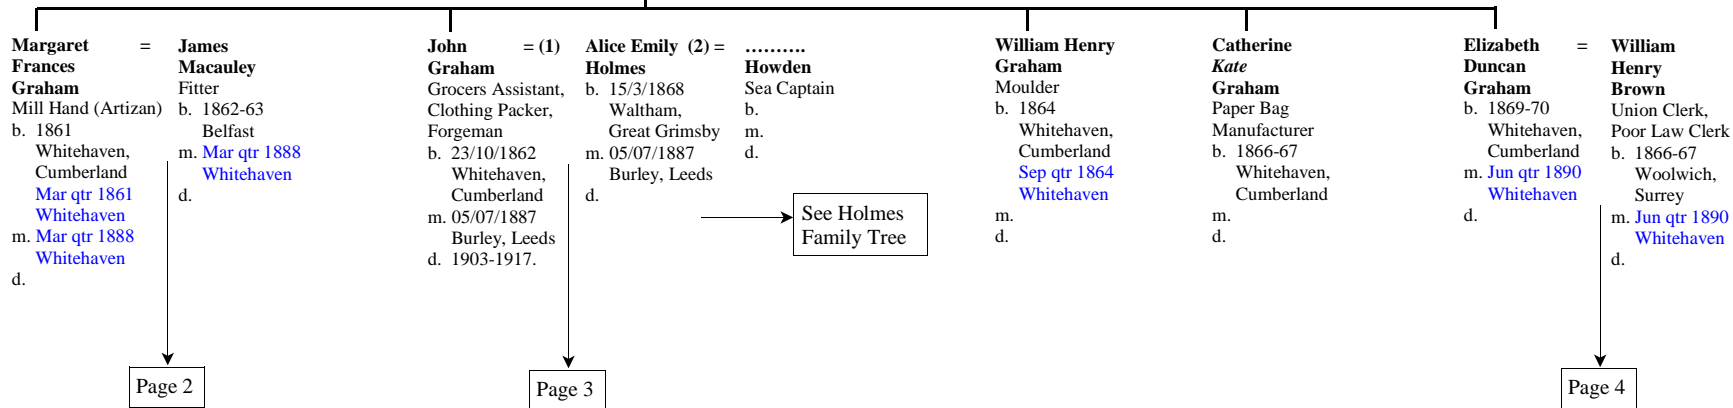 Margaret =
Frances
Graham
Mill Hand (Artizan)
b. 1861
Whitehaven,
Cumberland
Mar qtr 1861
Whitehaven
m. Mar qtr 1888
Whitehaven
d.
James
Macauley
Fitter
b. 1862-63
Belfast
m. Mar qtr 1888
Whitehaven
d.
Page 2
John = (1)
Graham
Grocers Assistant,
Clothing Packer,
Forgeman
b. 23/10/1862
Whitehaven,
Cumberland
m. 05/07/1887
Burley, Leeds
d. 1903-1917.
Alice Emily (2) =
Holmes
b. 15/3/1868
Waltham,
Great Grimsby
m. 05/07/1887
Burley, Leeds
d.
……….
Howden
Sea Captain
b.
m.
d.
See Holmes
Family Tree
Page 3
William Henry
Graham
Moulder
b. 1864
Whitehaven,
Cumberland
Sep qtr 1864
Whitehaven
m.
d.
Catherine
Kate
Graham
Paper Bag
Manufacturer
b. 1866-67
Whitehaven,
Cumberland
m.
d.
Elizabeth =
Duncan
Graham
b. 1869-70
Whitehaven,
Cumberland
m. Jun qtr 1890
Whitehaven
d.
William
Henry
Brown
Union Clerk,
Poor Law Clerk
b. 1866-67
Woolwich,
Surrey
m. Jun qtr 1890
Whitehaven
d.
Page 4